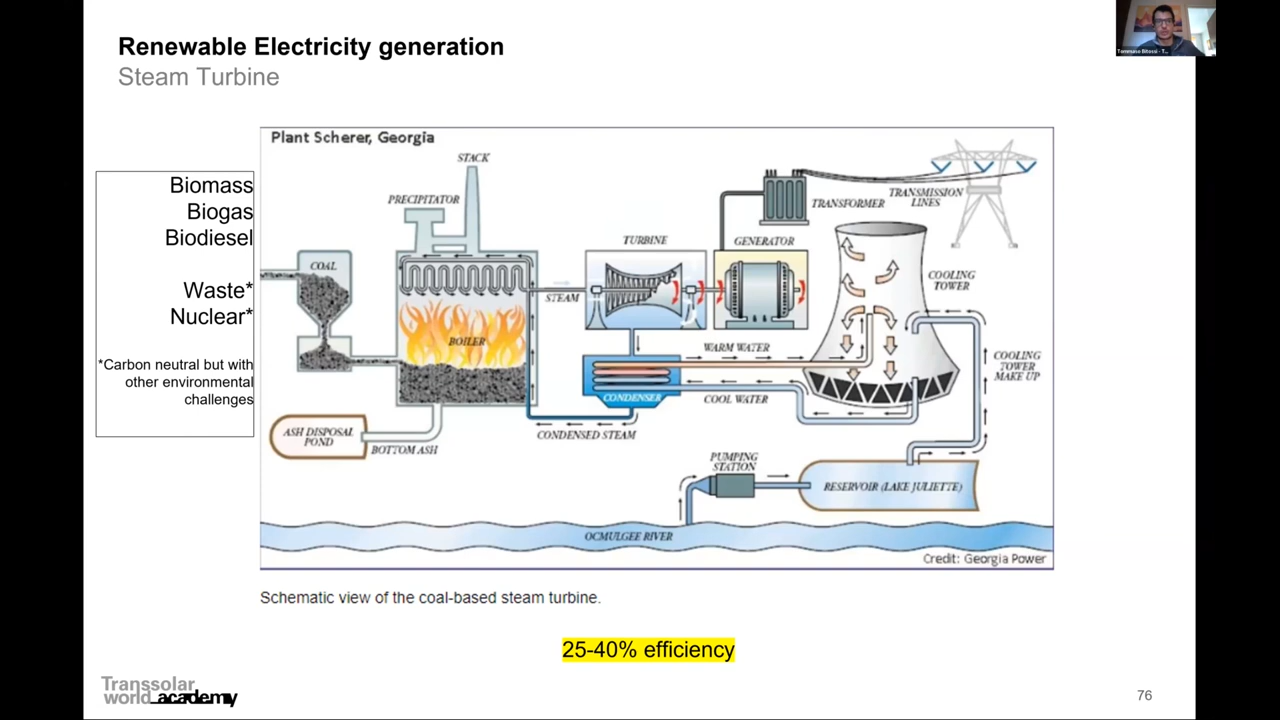 Renewable Electricity generation
Steam Turbine
Tommaso Bitossi - T...
Biomass
Biogas
Biodiesel
Waste*
Nuclear*
*Carbon neutral but with
other environmental
challenges
Plant Scherer, Georgia
STACK
PRECIPITATOR
COAL
BOILER
ASH DISPOSAL
POND
BOTTOM ASH
STEAM
TURBINE
GENERATOR
TRANSFORMER
TRANSMISSION
LINES
COOLING
TOWER
WARM WATER
COOLING
TOWER
MAKE UP
CONDENSER
COOL WATER
CONDENSED STEAM
PUMPING
STATION
RESERVOIR (LAKE JULIETTE)
OCMULGEE RIVER
Credit: Georgia Power
Schematic view of the coal-based steam turbine.
25-40% efficiency
Transsolar
world academy
76